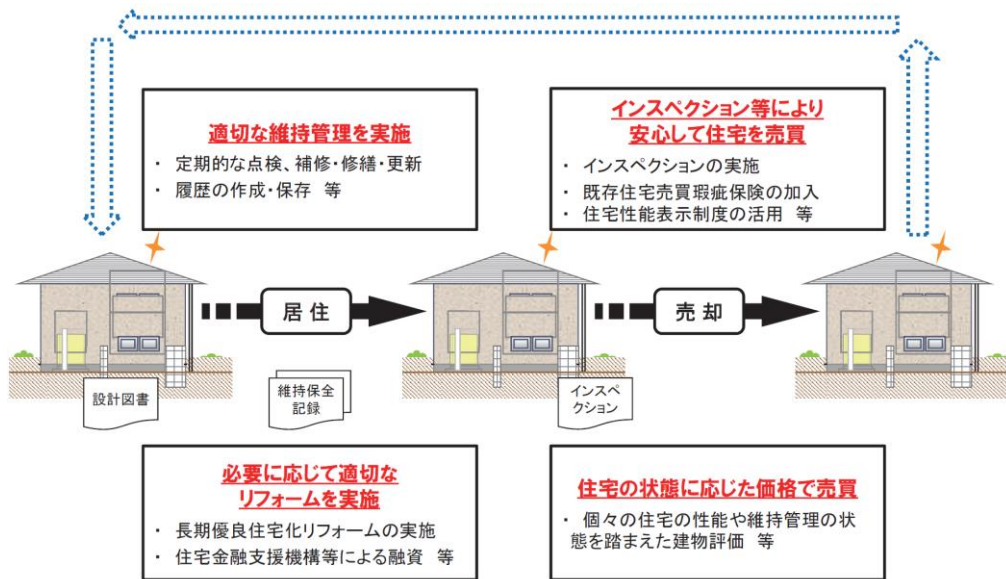 適切な維持管理を実施
・ 定期的な点検、補修・修繕・更新
・ 履歴の作成・保存 等
インスペクション等により
安心して住宅を売買
・ インスペクションの実施
・ 既存住宅売買瑕疵保険の加入
・ 住宅性能表示制度の活用 等
居 住
売 却
設計図書
維持保全
記録
インスペ
クション
必要に応じて適切な
リフォームを実施
・ 長期優良住宅化リフォームの実施
・ 住宅金融支援機構等による融資 等
住宅の状態に応じた価格で売買
・ 個々の住宅の性能や維持管理の状
態を踏まえた建物評価 等